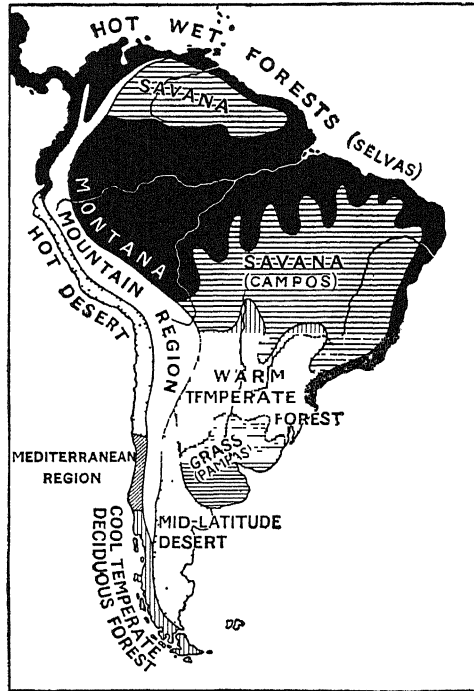 HOT WET FORESTS (SELVAS)
SAVANA
MONTANA
(MOUNTAIN REGION
HOT DESERT
SAVANA
(CAMPOS)
WARM
TEMPERATE
FOREST
GRASS
(PAMPAS)
MEDITERRANEAN
REGION
MID-LATITUDE
DESERT
COOL TEMPERATE
DECIDUOUS FOREST